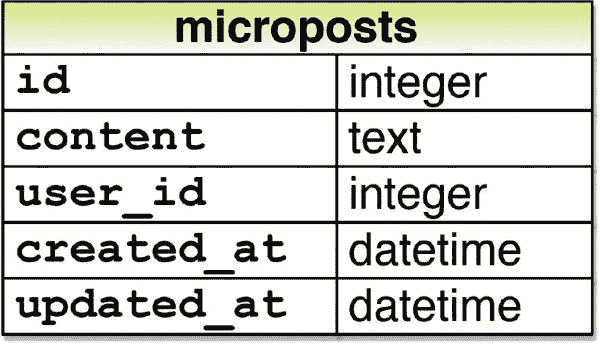 microposts
id integer
content text
user_id integer
created_at datetime
updated_at datetime